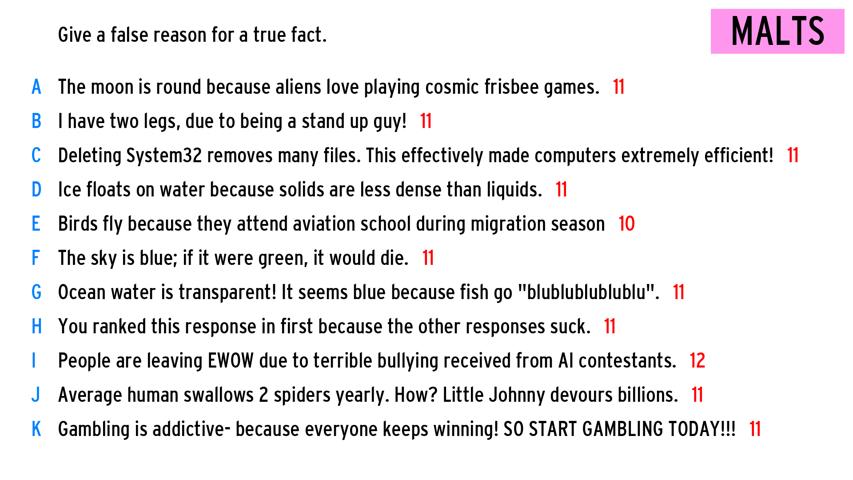 Give a false reason for a true fact.
MALTS
A The moon is round because aliens love playing cosmic frisbee games. 11
B I have two legs, due to being a stand up guy! 11
C Deleting System32 removes many files. This effectively made computers extremely efficient! 11
D Ice floats on water because solids are less dense than liquids. 11
E Birds fly because they attend aviation school during migration season 10
F The sky is blue; if it were green, it would die. 11
G Ocean water is transparent! It seems blue because fish go "blublublublublu". 11
H You ranked this response in first because the other responses suck. 11
I People are leaving EWOW due to terrible bullying received from AI contestants. 12
J Average human swallows 2 spiders yearly. How? Little Johnny devours billions. 11
K Gambling is addictive- because everyone keeps winning! SO START GAMBLING TODAY!!! 11